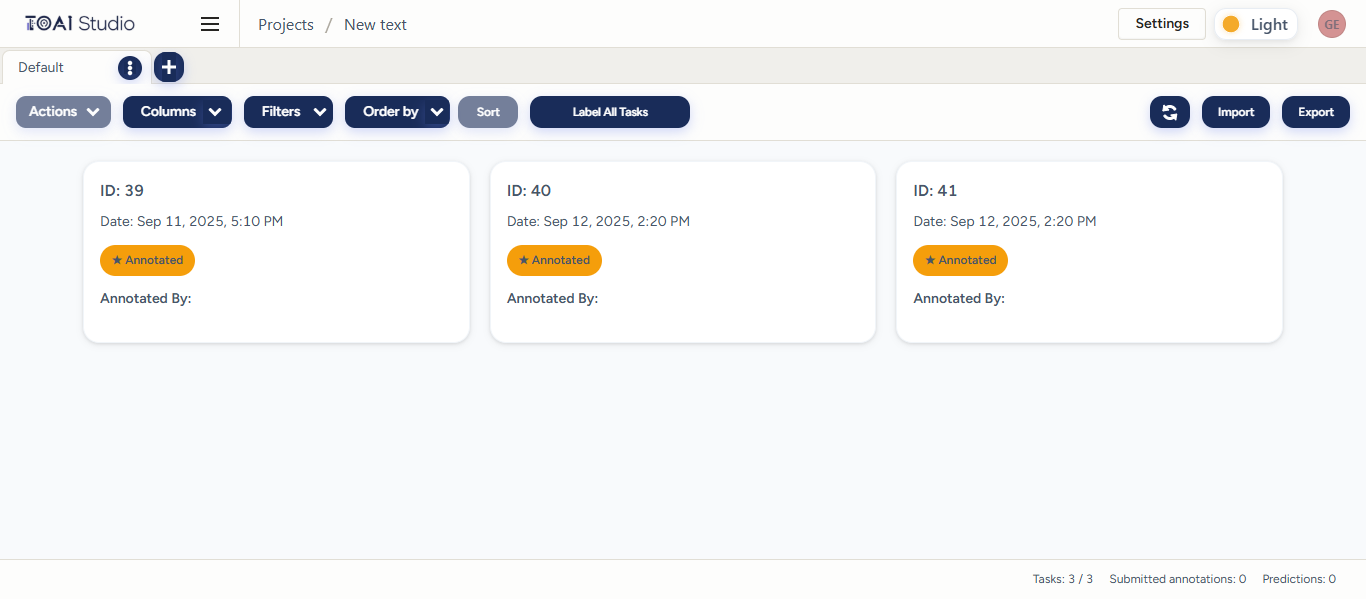 TOAI Studio
Projects / New text
Settings
Light
GE
Default
Actions
Columns
Filters
Order by
Sort
Label All Tasks
Import
Export
ID: 39
Date: Sep 11, 2025, 5:10 PM
★ Annotated
Annotated By:
ID: 40
Date: Sep 12, 2025, 2:20 PM
★ Annotated
Annotated By:
ID: 41
Date: Sep 12, 2025, 2:20 PM
★ Annotated
Annotated By:
Tasks: 3 / 3
Submitted annotations: 0
Predictions: 0